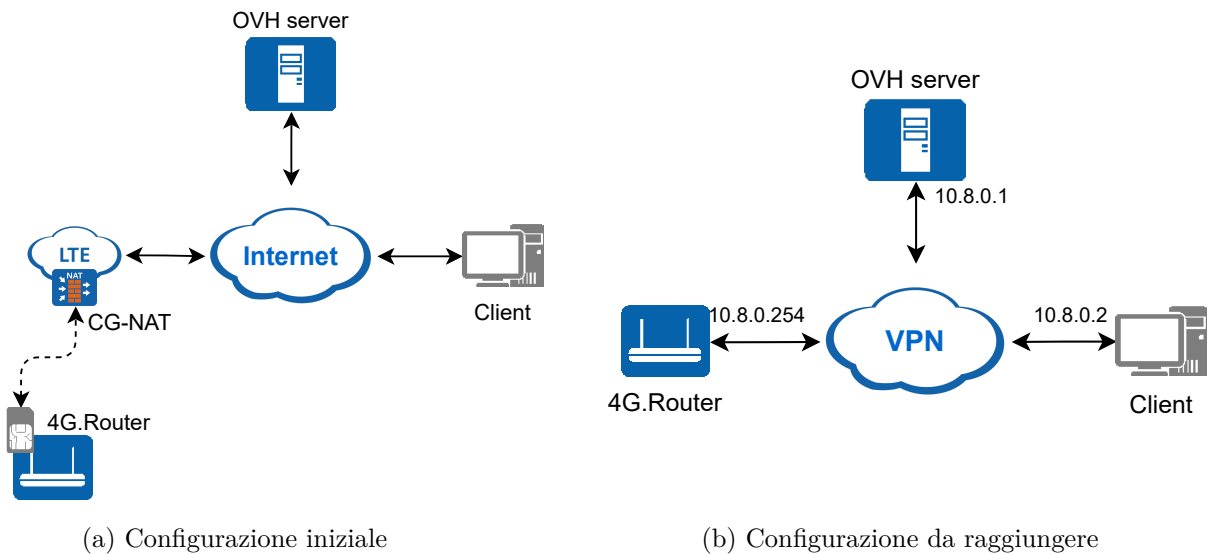 OVH server
Internet
LTE
NAT
CG-NAT
Client
4G.Router
(a) Configurazione iniziale
OVH server
10.8.0.1
10.8.0.254
VPN
10.8.0.2
4G.Router
Client
(b) Configurazione da raggiungere